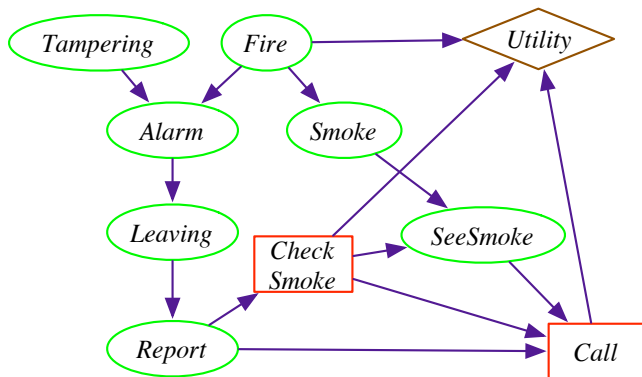 Tampering
Fire
Utility
Alarm
Smoke
Leaving
Check
Smoke
SeeSmoke
Report
Call